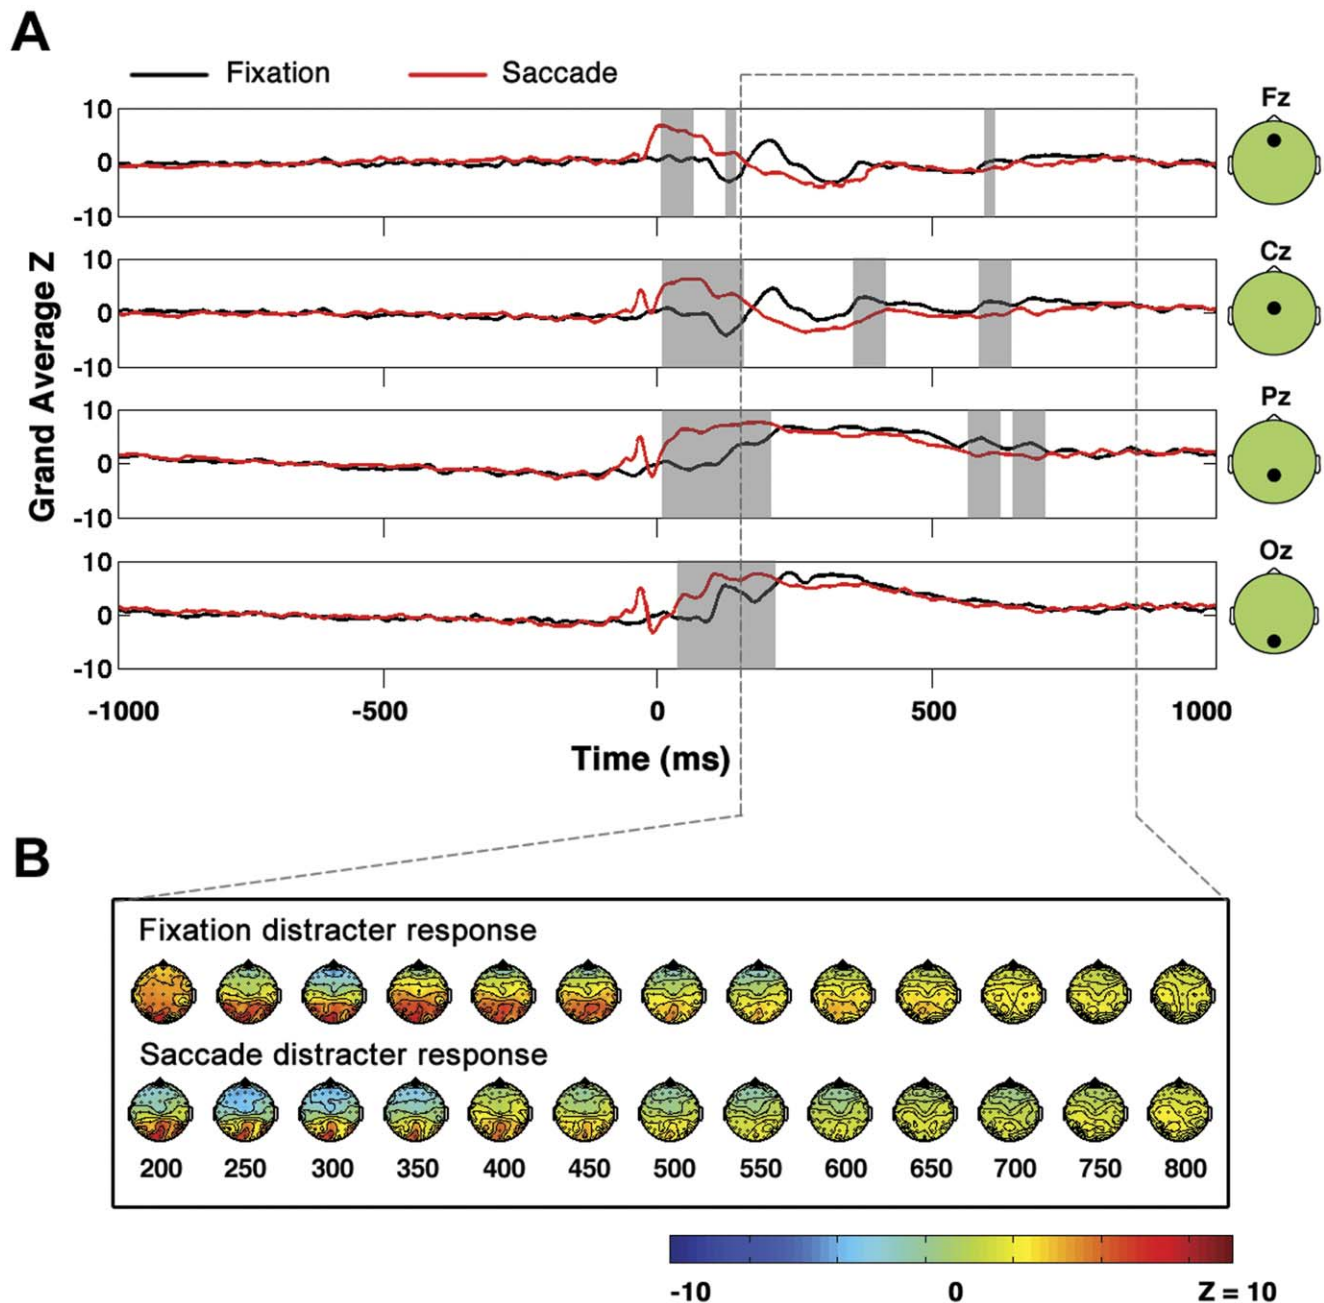 A
Fixation
Saccade
10
0
-10
Fz
10
0
-10
Cz
10
0
-10
Pz
10
0
-10
Oz
Grand Average Z
-1000
-500
0
500
1000
Time (ms)
B
Fixation distracter response
Saccade distracter response
200
250
300
350
400
450
500
550
600
650
700
750
800
-10
0
Z = 10